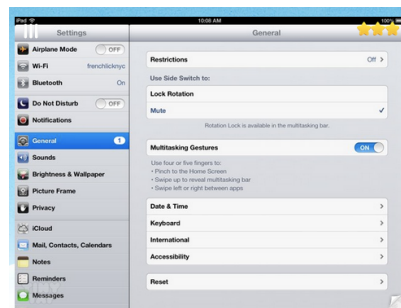 iPad
10:08 AM
100%
Settings
General
Airplane Mode
OFF
Wi-Fi
frenchlicknyc
Bluetooth
On
Do Not Disturb
OFF
Notifications
General
1
Sounds
Brightness & Wallpaper
Picture Frame
Privacy
iCloud
Mail, Contacts, Calendars
Notes
Reminders
Messages
Restrictions
Off
Use Side Switch to:
Lock Rotation
Mute
Rotation Lock is available in the multitasking bar.
Multitasking Gestures
ON
Use four or five fingers to:
• Pinch to the Home Screen
• Swipe up to reveal multitasking bar
• Swipe left or right between apps
Date & Time
Keyboard
International
Accessibility
Reset